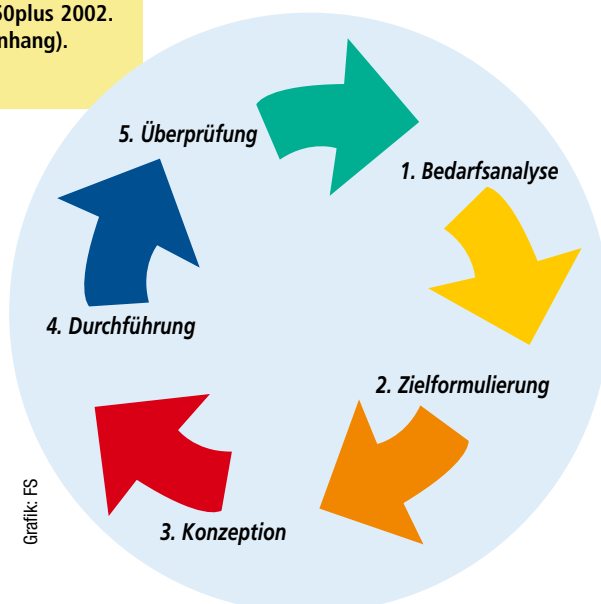 50plus 2002.
nhang).
5. Überprüfung
1. Bedarfsanalyse
4. Durchführung
2. Zielformulierung
3. Konzeption
Grafik: FS